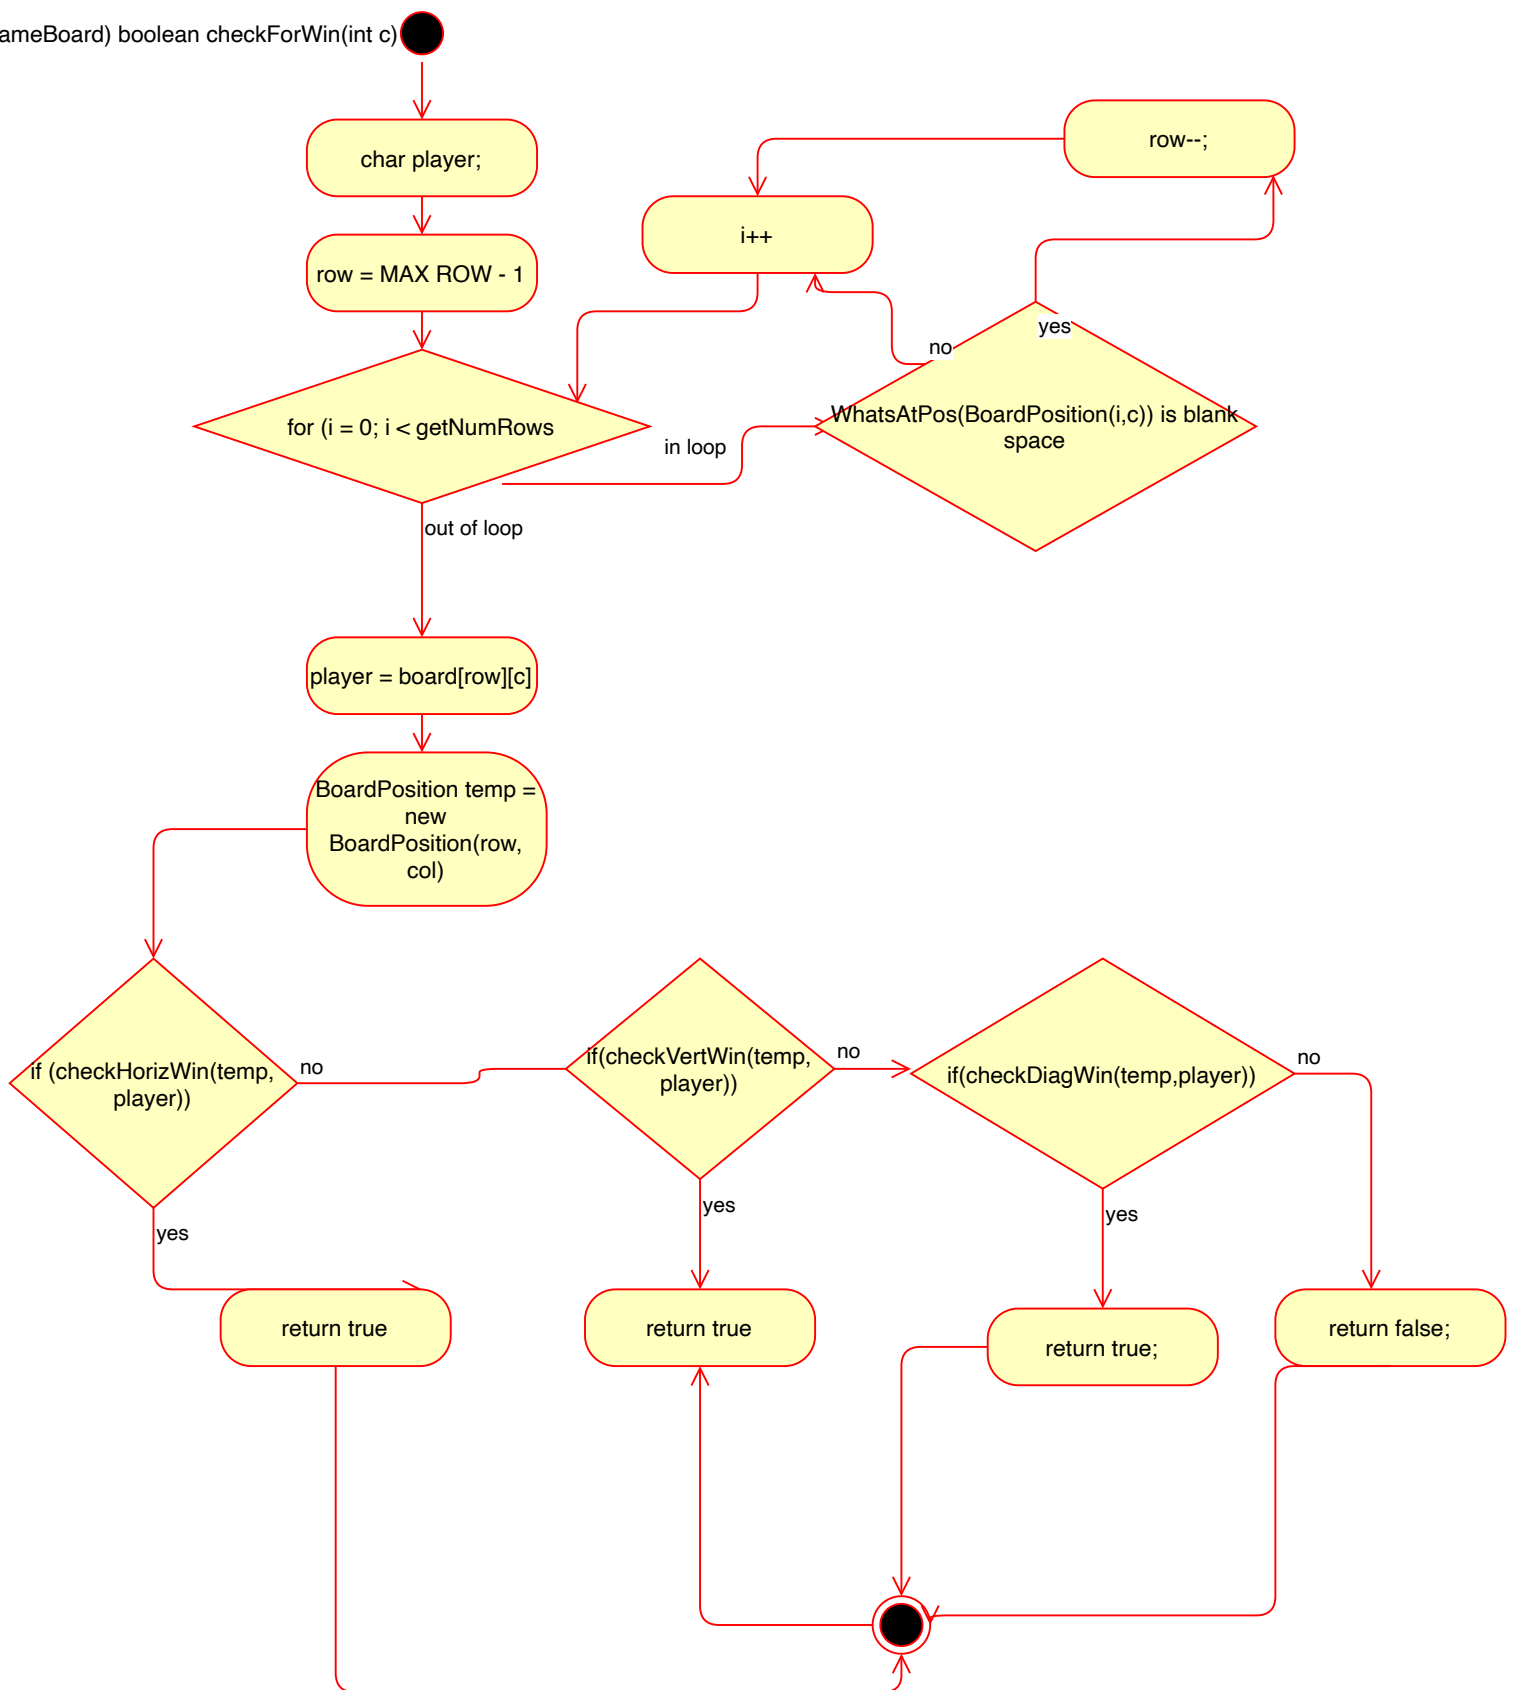 ameBoard) boolean checkForWin(int c)
char player;
row--;
i++
row = MAX ROW - 1
yes
no
for (i = 0; i < getNumRows
in loop
WhatsAtPos(BoardPosition(i,c)) is blank
space
out of loop
player = board[row][c]
BoardPosition temp =
new
BoardPosition(row,
col)
if (checkHorizWin(temp,
player))
no
if(checkVertWin(temp,
player))
no
if(checkDiagWin(temp,player))
no
yes
yes
yes
return true
return true
return true;
return false;